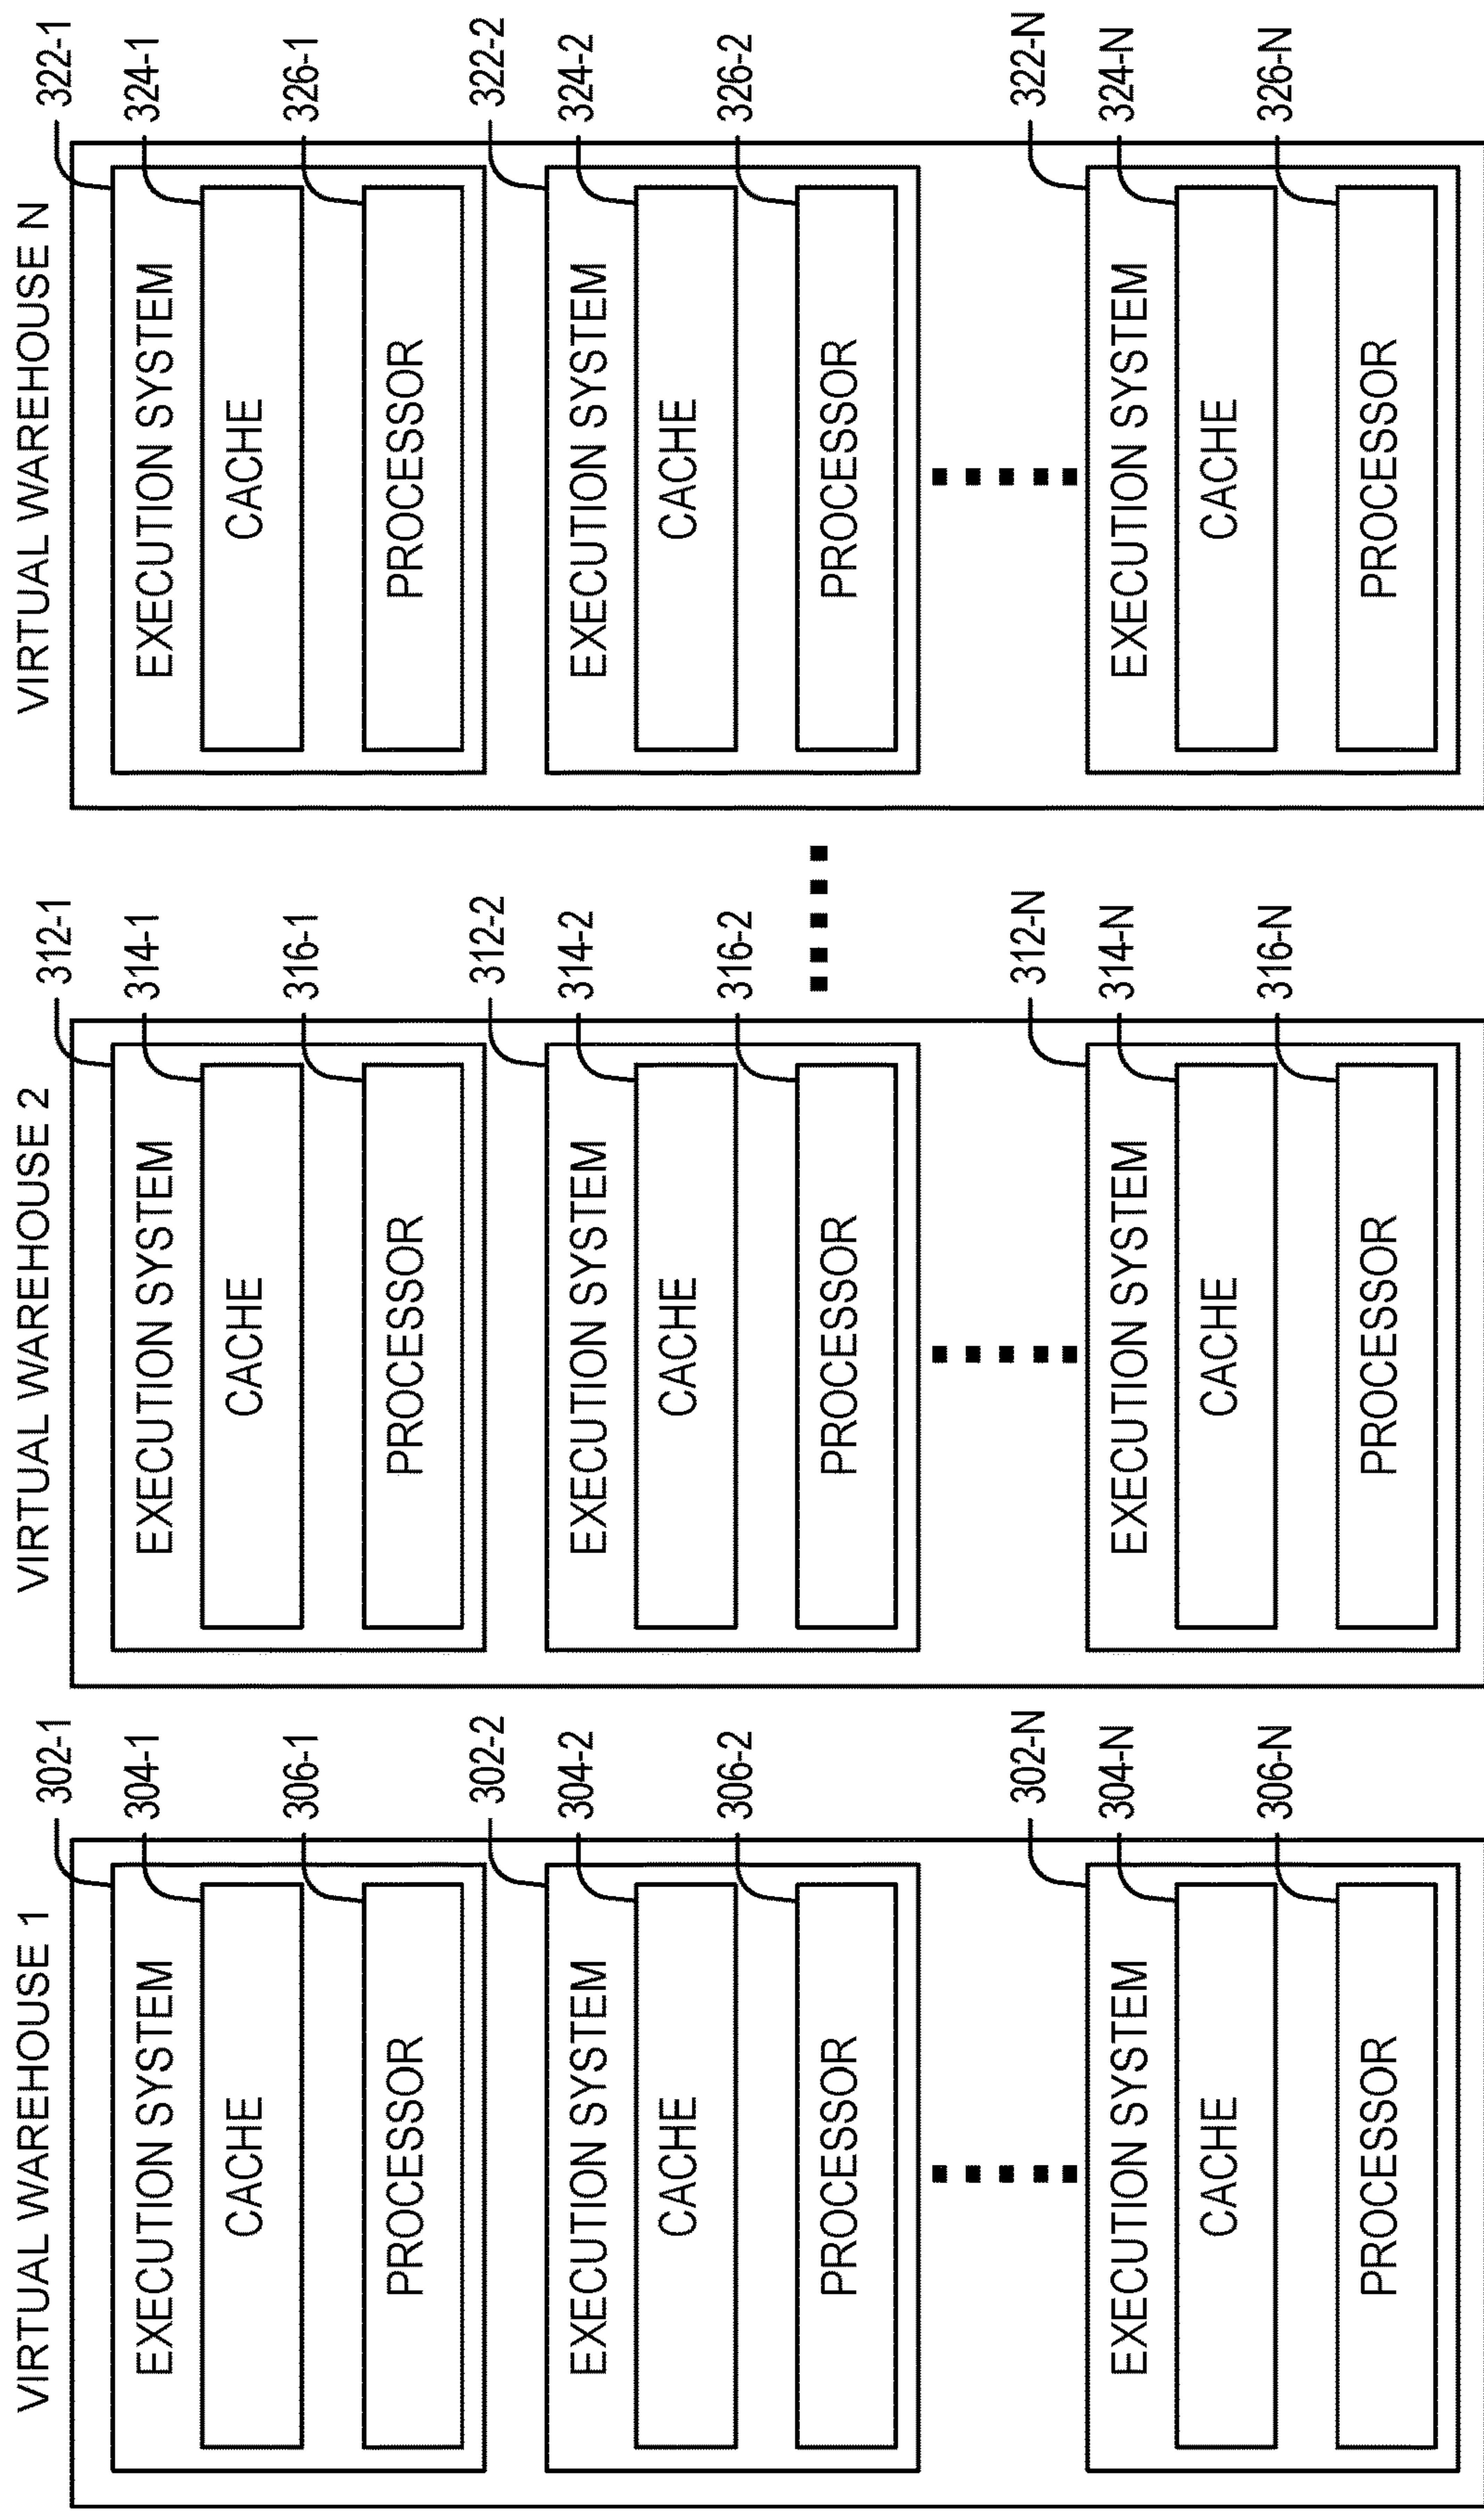 VIRTUAL WAREHOUSE 1
302-1
EXECUTION SYSTEM
304-1
CACHE
306-1
PROCESSOR
302-2
EXECUTION SYSTEM
304-2
CACHE
306-2
PROCESSOR
302-N
EXECUTION SYSTEM
304-N
CACHE
306-N
PROCESSOR
VIRTUAL WAREHOUSE 2
312-1
EXECUTION SYSTEM
314-1
CACHE
316-1
PROCESSOR
312-2
EXECUTION SYSTEM
314-2
CACHE
316-2
PROCESSOR
312-N
EXECUTION SYSTEM
314-N
CACHE
316-N
PROCESSOR
VIRTUAL WAREHOUSE N
322-1
EXECUTION SYSTEM
324-1
CACHE
326-1
PROCESSOR
322-2
EXECUTION SYSTEM
324-2
CACHE
326-2
PROCESSOR
322-N
EXECUTION SYSTEM
324-N
CACHE
326-N
PROCESSOR